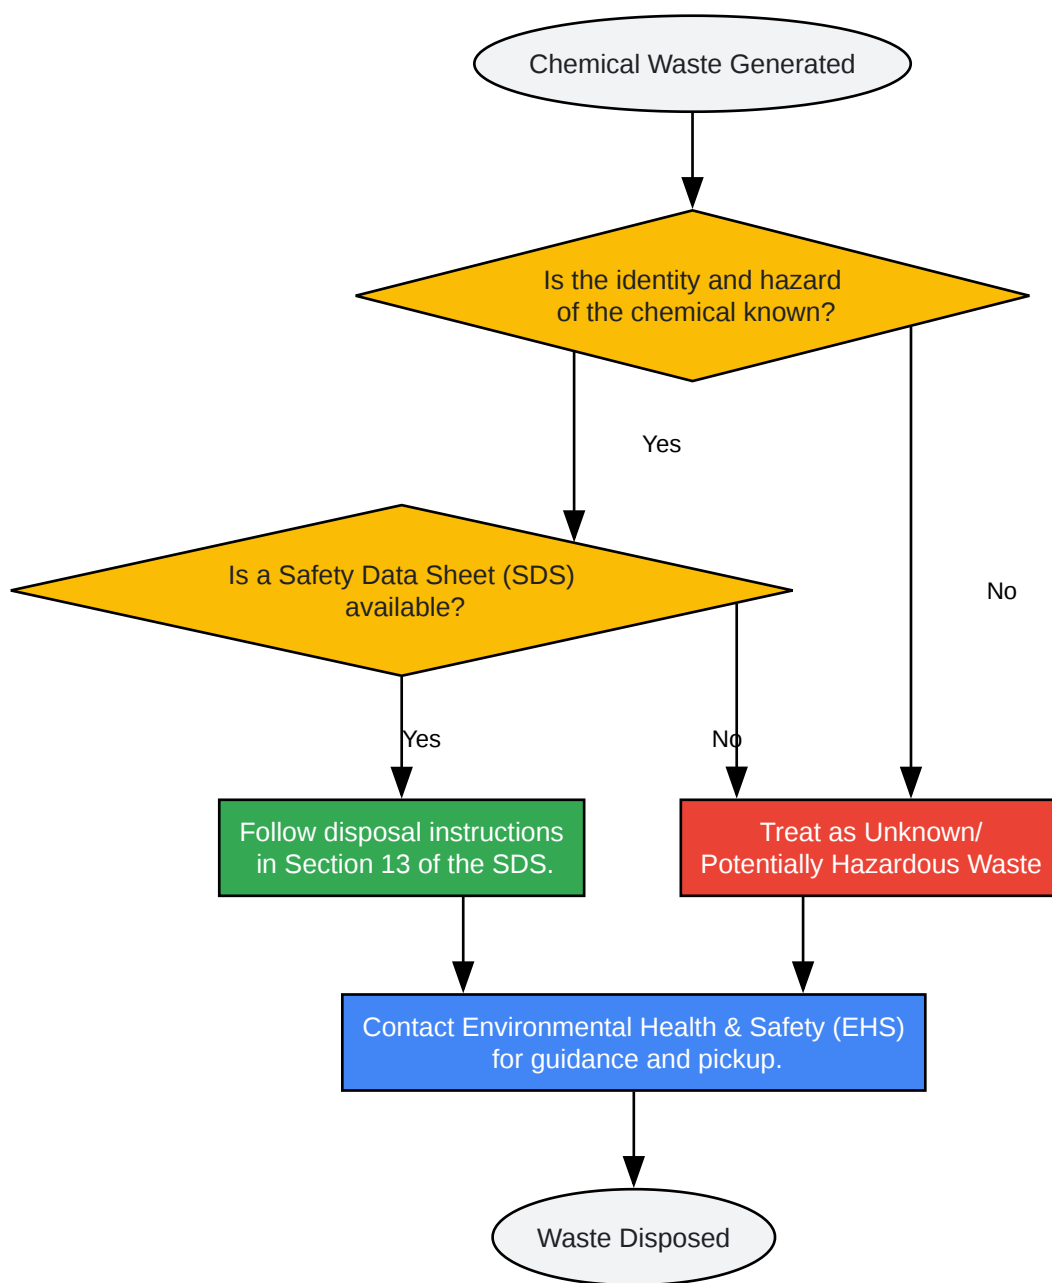 Chemical Waste Generated
Is the identity and hazard
of the chemical known?
Yes
Is a Safety Data Sheet (SDS)
available?
No
Yes
No
Follow disposal instructions
in Section 13 of the SDS.
Treat as Unknown/
Potentially Hazardous Waste
Contact Environmental Health & Safety (EHS)
for guidance and pickup.
Waste Disposed